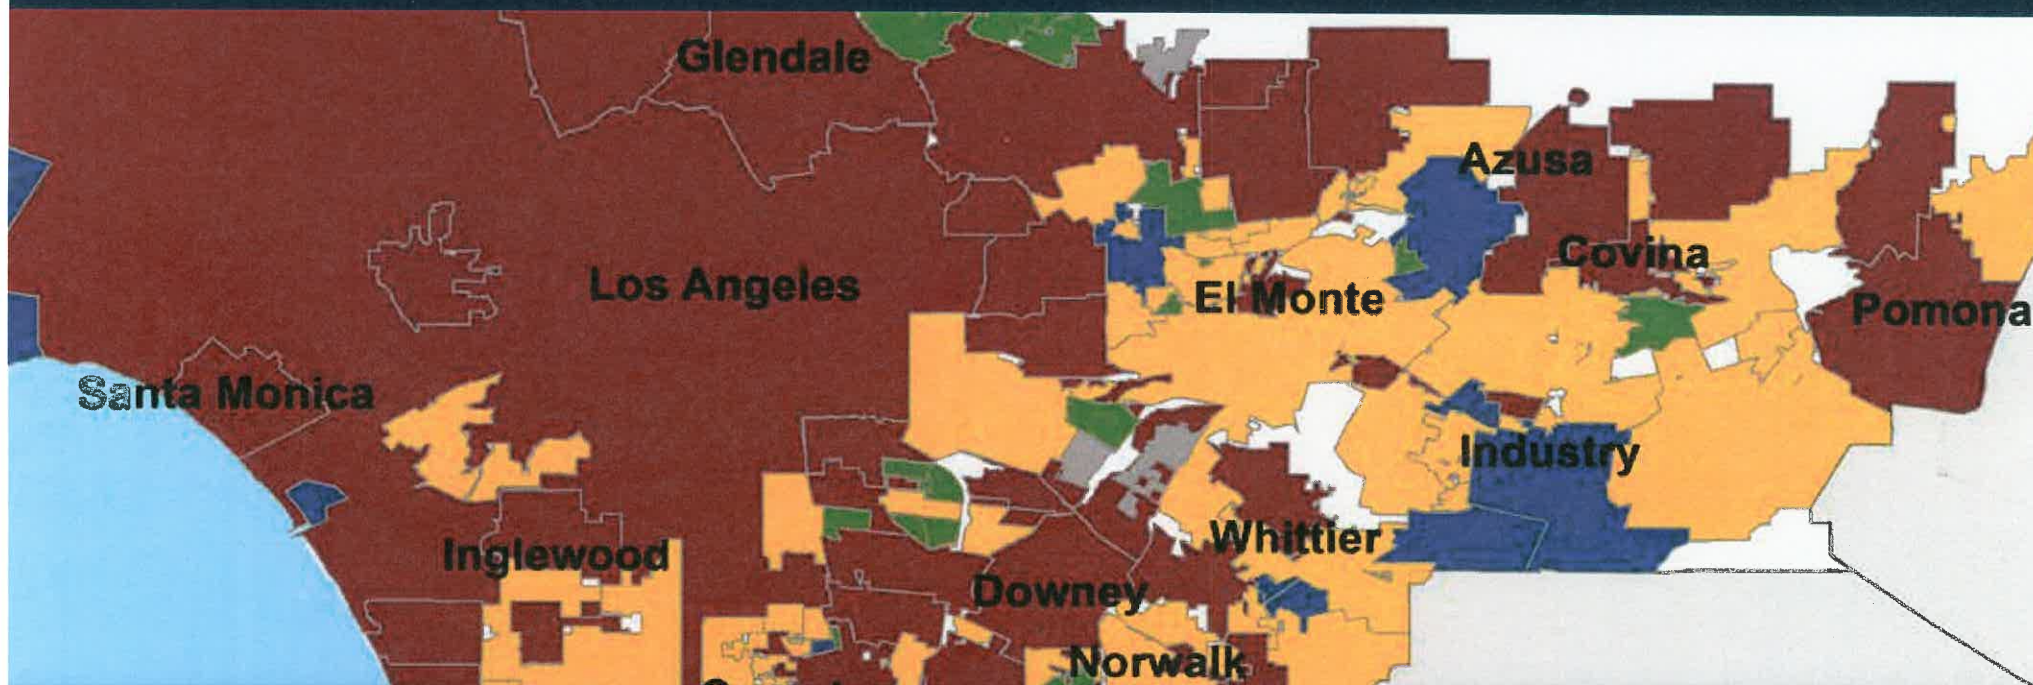 Glendale
Azusa
Covina
Los Angeles
El Monte
Pomona
Santa Monica
Industry
Whittier
Inglewood
Downey
Norwalk